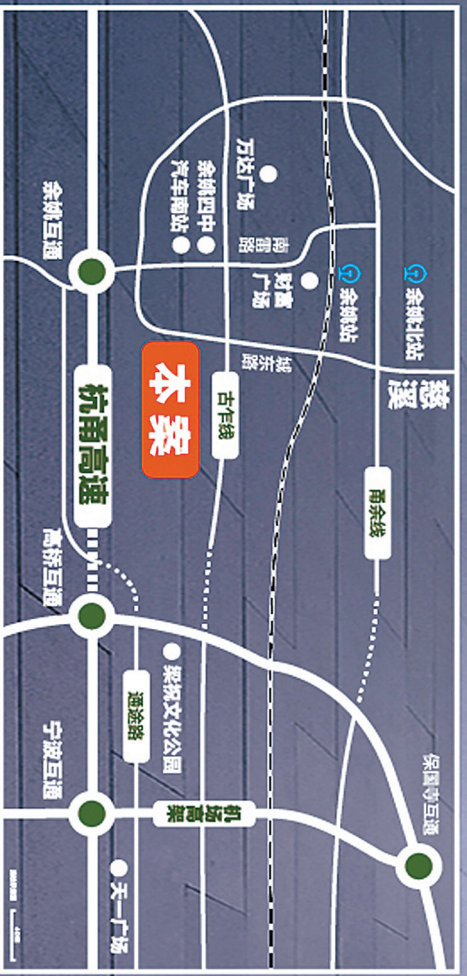 慈溪
余姚北站
余姚站
甬余线
保国寺互通
万达广场
南雷路
财富
广场
城东路
余姚四中
汽车南站
古作线
本案
梁祝文化公园
通途路
机场高架
余姚互通
杭甬高速
高桥互通
宁波互通
天一广场